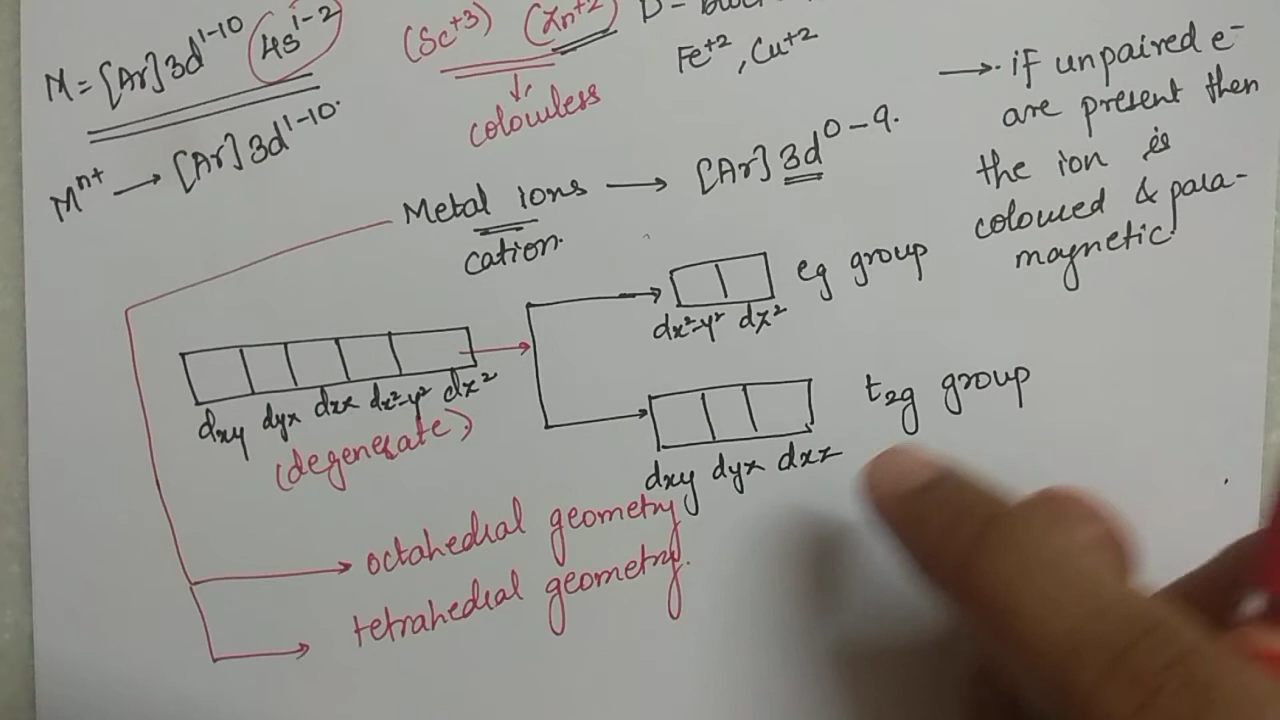 M = [Ar] 3d¹⁻¹⁰ 4s¹⁻²
Mⁿ⁺ → [Ar] 3d¹⁻¹⁰.
(Sc⁺³) (Zn⁺²)
colourless
Fe⁺², Cu⁺²
Metal ions → [Ar] 3d⁰⁻⁹.
cation.
→ if unpaired e⁻
are present then
the ion is
coloured & para-
magnetic.
eg group
dx²-y² dz²
dxy dyz dzx dx²-y² dz²
(degenerate)
t₂g group
dxy dyz dxz
octahedral geometry
tetrahedral geometry.